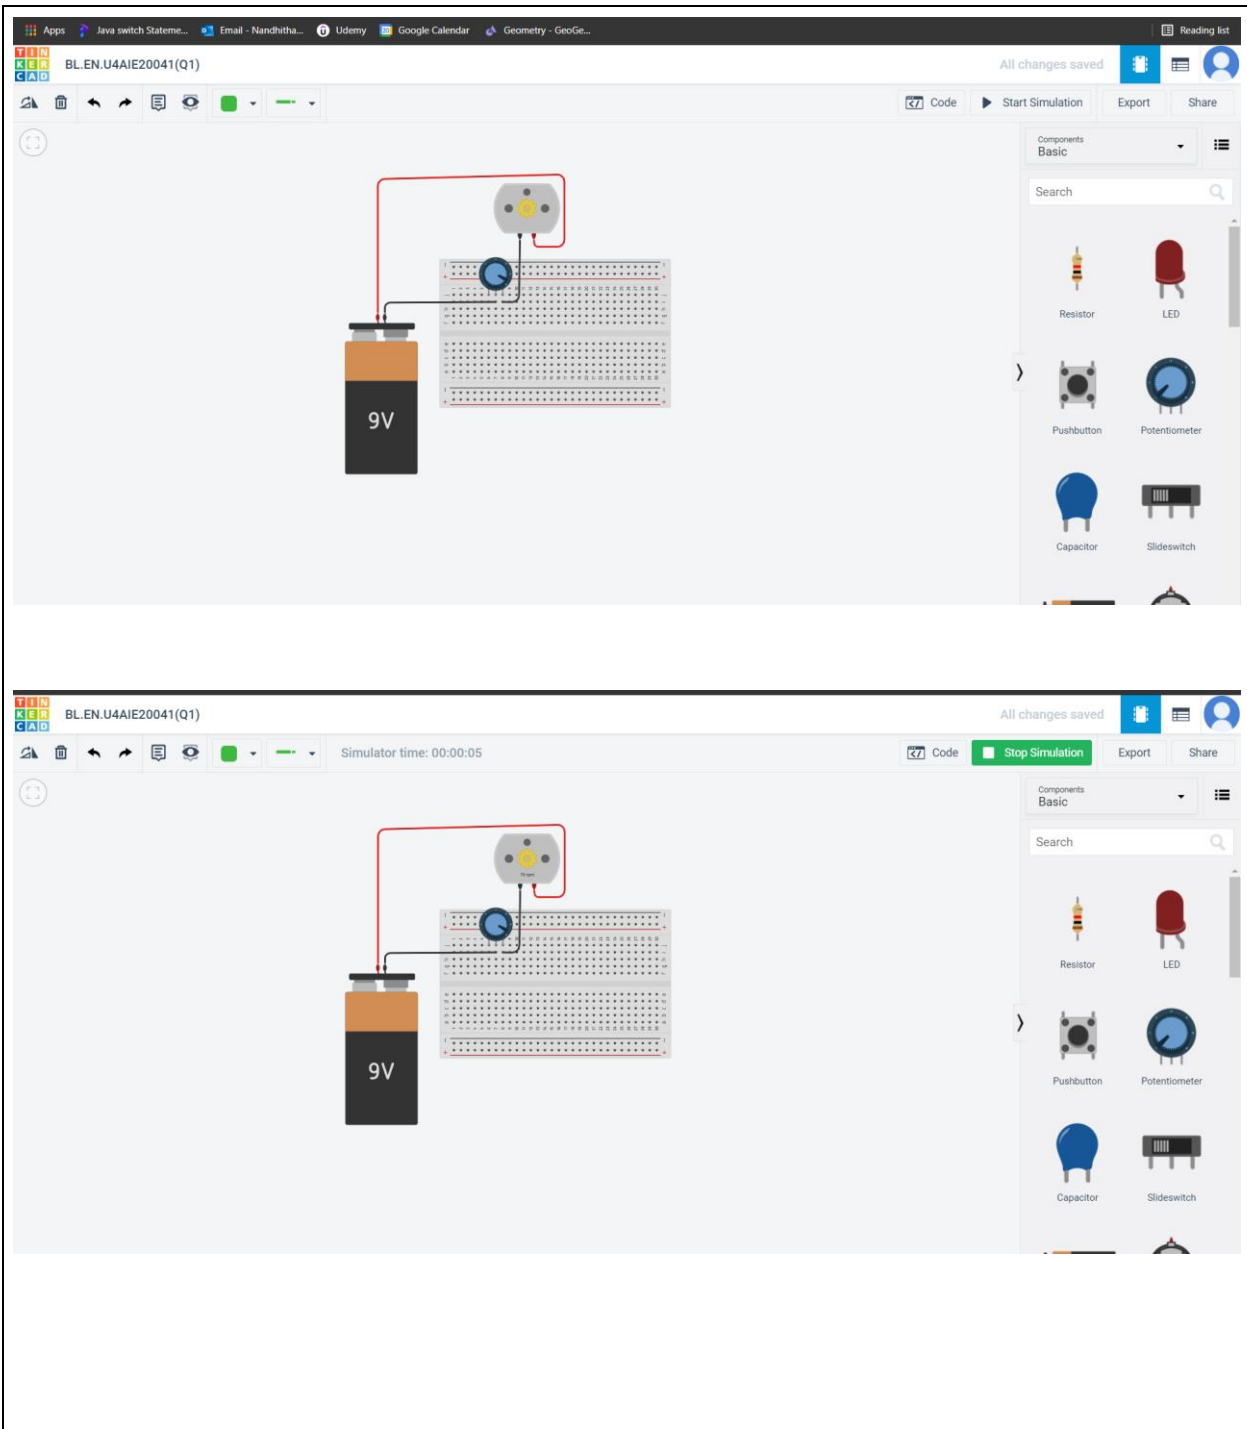 Apps Java switch Stateme... Email - Nandhitha... Udemy Google Calendar Geometry - GeoGe... Reading list
TIN
KER
CAD
BL.EN.U4AIE20041(Q1) All changes saved
Code Start Simulation Export Share
Components
Basic
Search
Resistor LED
9V
Pushbutton Potentiometer
Capacitor Slideswitch
TIN
KER
CAD
BL.EN.U4AIE20041(Q1) All changes saved
Simulator time: 00:00:05 Code Stop Simulation Export Share
Components
Basic
Search
Resistor LED
9V
Pushbutton Potentiometer
Capacitor Slideswitch